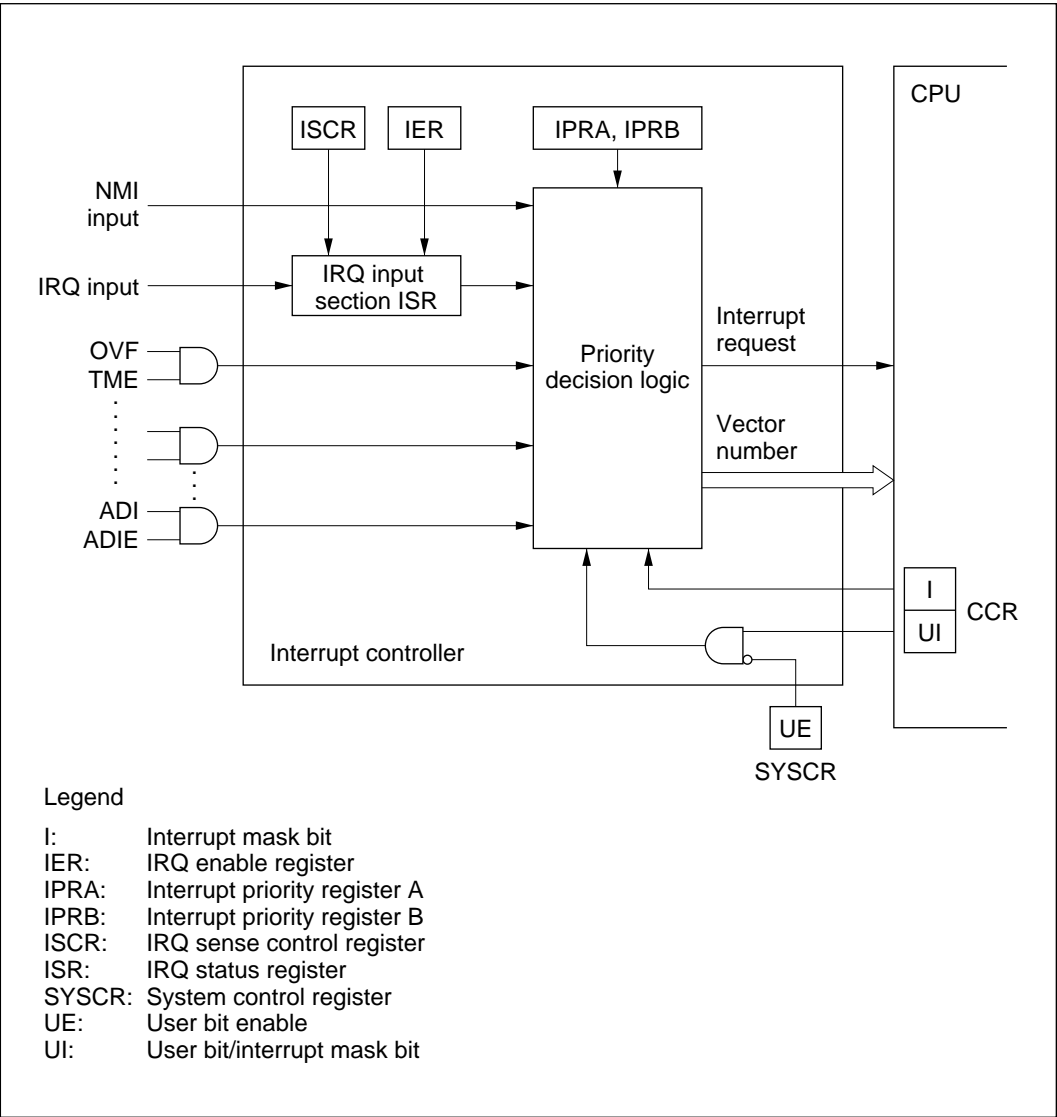 CPU
ISCR
IER
IPRA, IPRB
NMI
input
IRQ input
IRQ input
section ISR
OVF
TME
ADI
ADIE
Priority
decision logic
Interrupt
request
Vector
number
I
UI
CCR
Interrupt controller
UE
SYSCR
Legend
I: Interrupt mask bit
IER: IRQ enable register
IPRA: Interrupt priority register A
IPRB: Interrupt priority register B
ISCR: IRQ sense control register
ISR: IRQ status register
SYSCR: System control register
UE: User bit enable
UI: User bit/interrupt mask bit